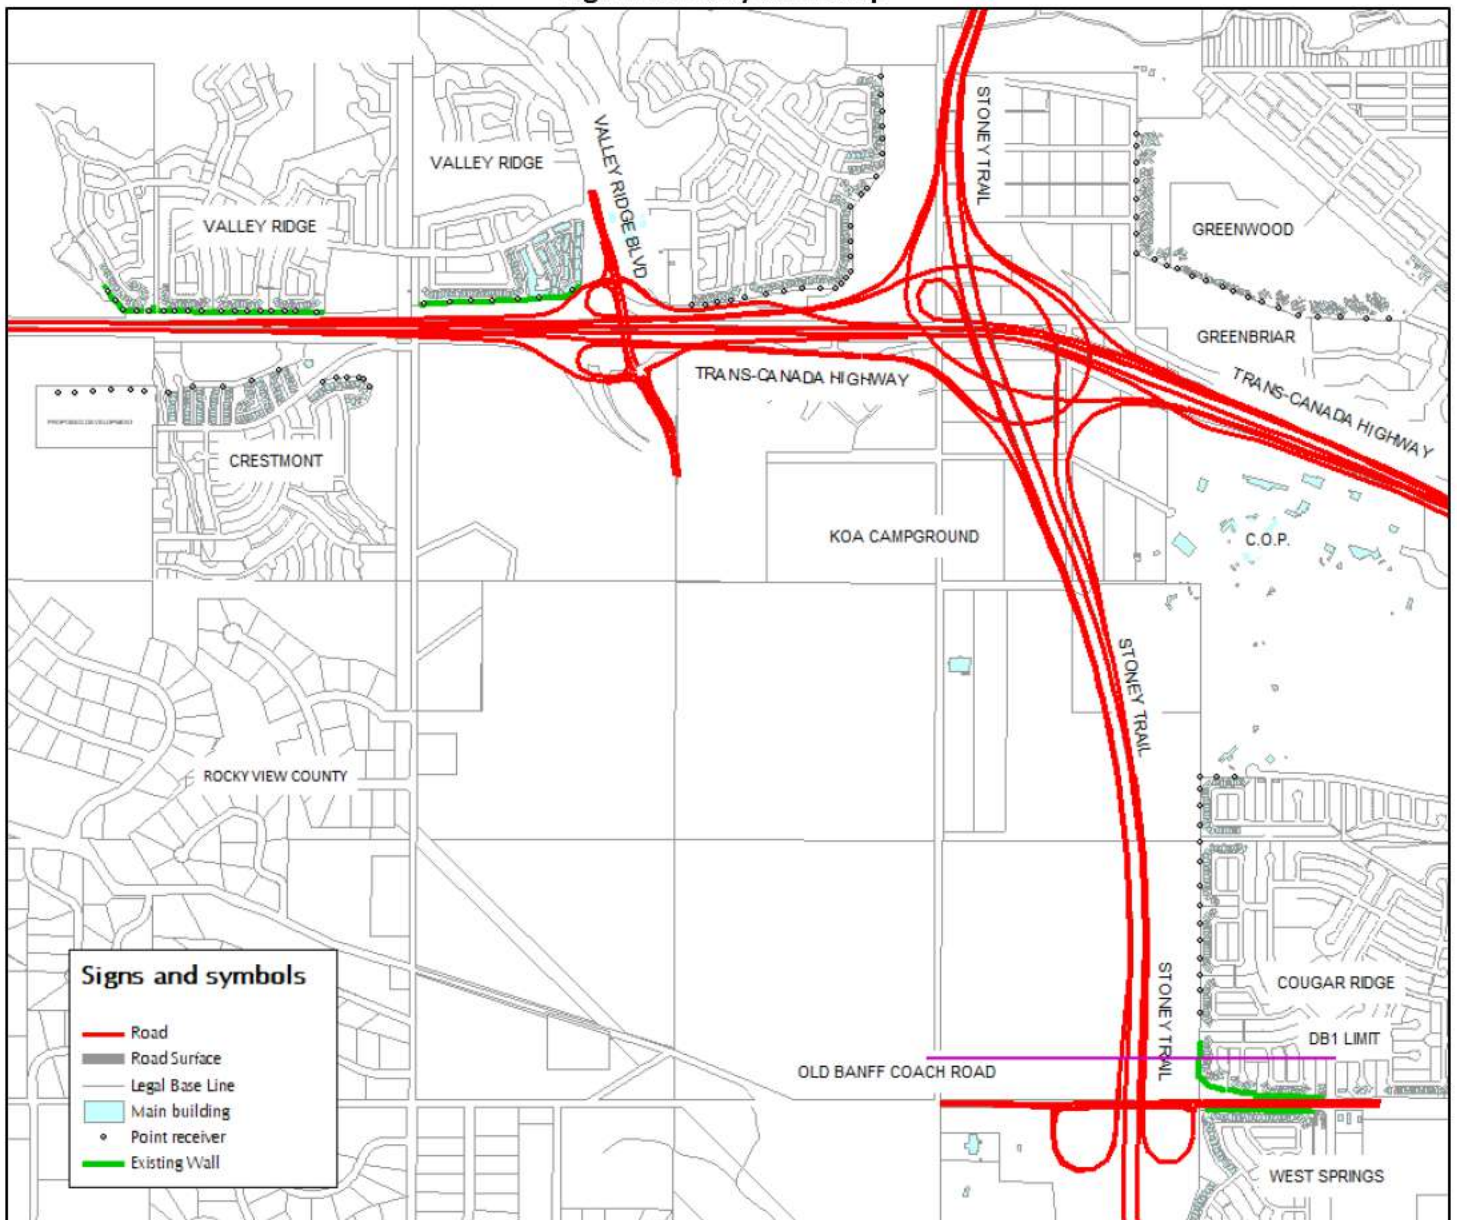 STONEY TRAIL
VALLEY RIDGE BLVD
VALLEY RIDGE
VALLEY RIDGE
GREENWOOD
GREENBRIAR
TRANS-CANADA HIGHWAY
TRANS-CANADA HIGHWAY
PROPOSED DEVELOPMENT
CRESTMONT
KOA CAMPGROUND
C.O.P.
STONEY TRAIL
ROCKY VIEW COUNTY
Signs and symbols
Road
Road Surface
Legal Base Line
Main building
Point receiver
Existing Wall
STONEY TRAIL
COUGAR RIDGE
DB1 LIMIT
OLD BANFF COACH ROAD
WEST SPRINGS